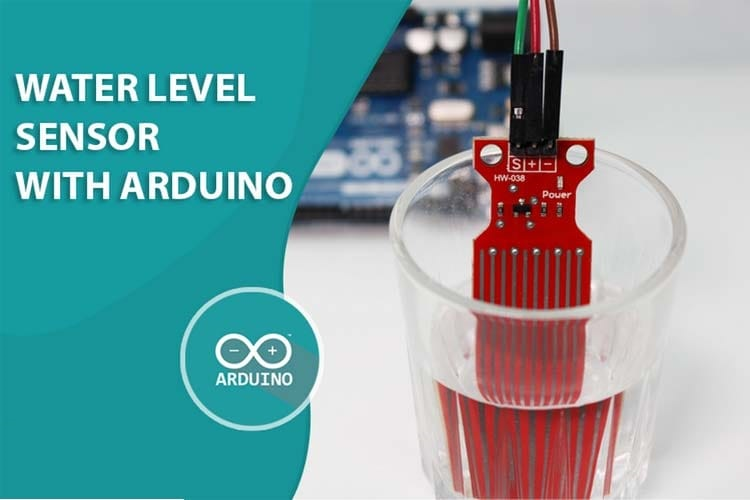 WATER LEVEL
SENSOR
WITH ARDUINO
S + −
HW-038
Power
− +
ARDUINO